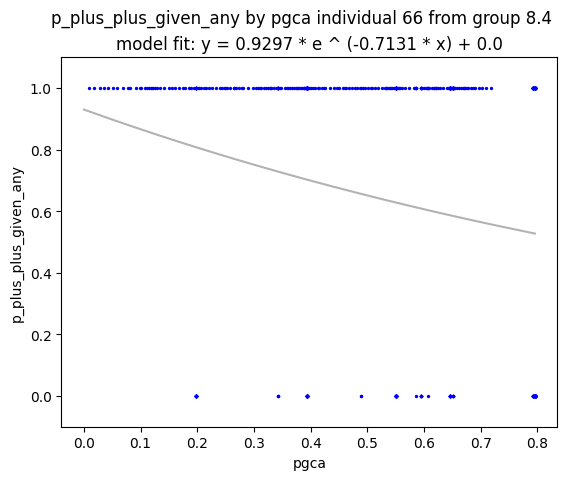 p_plus_plus_given_any by pgca individual 66 from group 8.4
model fit: y = 0.9297 * e ^ (-0.7131 * x) + 0.0
1.0
0.8
0.6
0.4
0.2
0.0
p_plus_plus_given_any
0.0 0.1 0.2 0.3 0.4 0.5 0.6 0.7 0.8
pgca